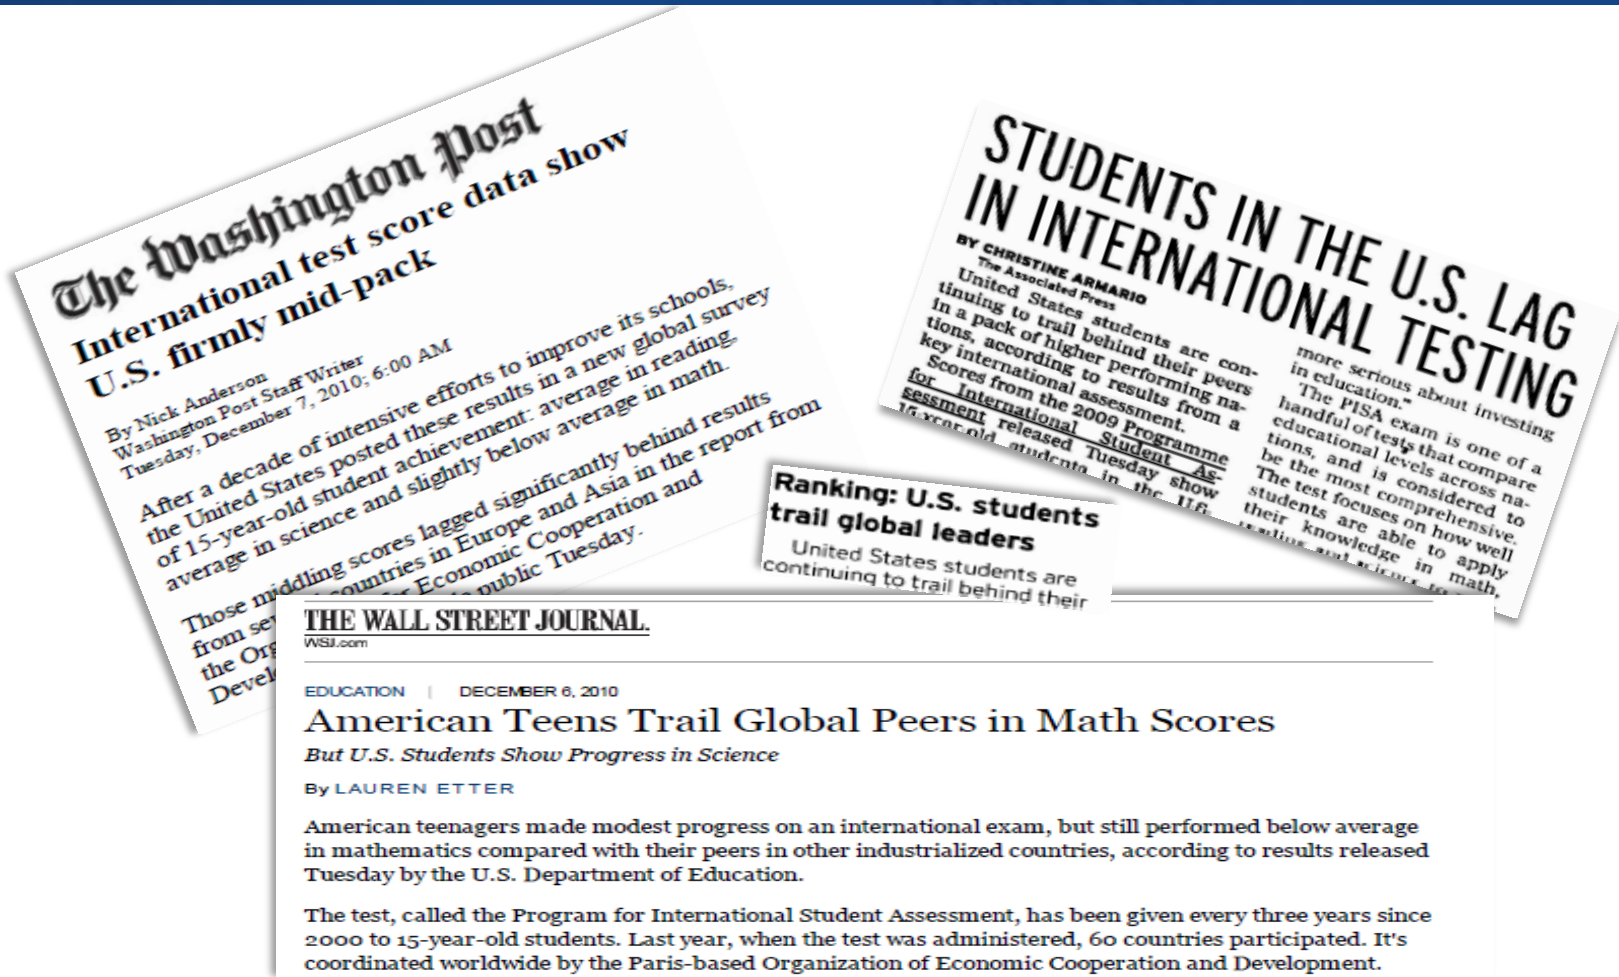 The Washington Post
International test score data show
U.S. firmly mid-pack
By Nick Anderson
Washington Post Staff Writer
Tuesday, December 7, 2010; 6:00 AM
After a decade of intensive efforts to improve its schools,
the United States posted these results in a new global survey
of 15-year-old student achievement: average in reading,
average in science and slightly below average in math.
Those middling scores lagged significantly behind results
from countries in Europe and Asia in the report from
the Economic Cooperation and
public Tuesday.
STUDENTS IN THE U.S. LAG
IN INTERNATIONAL TESTING
BY CHRISTINE ARMARIO
The Associated Press
United States students are con-
tinuing to trail behind their peers
in a pack of higher performing na-
tions, according to results from a
key international assessment.
Scores from the 2009 Programme
for International Student As-
sessment released Tuesday show
15-year-old students in the U.S.
more serious about investing
in education."
The PISA exam is one of a
handful of tests that compare
educational levels across na-
tions, and is considered to
be the most comprehensive.
The test focuses on how well
students are able to apply
their knowledge in math,
Ranking: U.S. students
trail global leaders
United States students are
continuing to trail behind their
THE WALL STREET JOURNAL.
WSJ.com
EDUCATION | DECEMBER 6, 2010
American Teens Trail Global Peers in Math Scores
But U.S. Students Show Progress in Science
By LAUREN ETTER
American teenagers made modest progress on an international exam, but still performed below average
in mathematics compared with their peers in other industrialized countries, according to results released
Tuesday by the U.S. Department of Education.
The test, called the Program for International Student Assessment, has been given every three years since
2000 to 15-year-old students. Last year, when the test was administered, 60 countries participated. It's
coordinated worldwide by the Paris-based Organization of Economic Cooperation and Development.